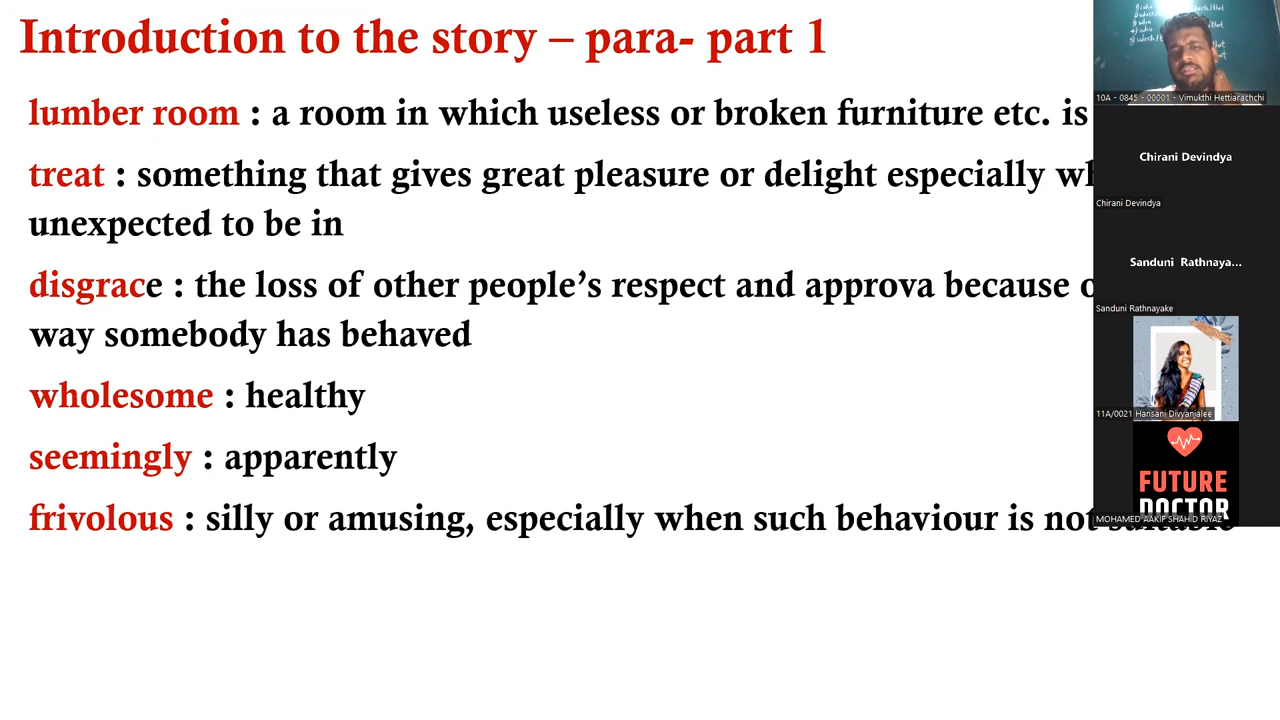 Introduction to the story – para- part 1
lumber room : a room in which useless or broken furniture etc. is
treat : something that gives great pleasure or delight especially
unexpected to be in
disgrace : the loss of other people’s respect and approva because
way somebody has behaved
wholesome : healthy
seemingly : apparently
frivolous : silly or amusing, especially when such behaviour is not
10A - 0845 - 00001 - Vimukthi Hettiarachchi
Chirani Devindya
Chirani Devindya
Sanduni Rathnaya...
Sanduni Rathnayake
11A/0021 Hansani Divyanjalee
FUTURE
DOCTOR
MOHAMED AAKIF SHAHID RIYAZ